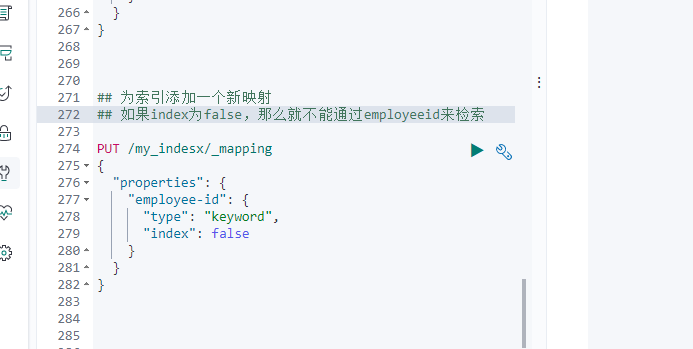 266      }
267    }
268
269
270
271    ## 为索引添加一个新映射
272    ## 如果index为false，那么就不能通过employeeid来检索
273
274    PUT /my_indesx/_mapping
275    {
276      "properties": {
277        "employee-id": {
278          "type": "keyword",
279          "index": false
280        }
281      }
282    }
283
284
285